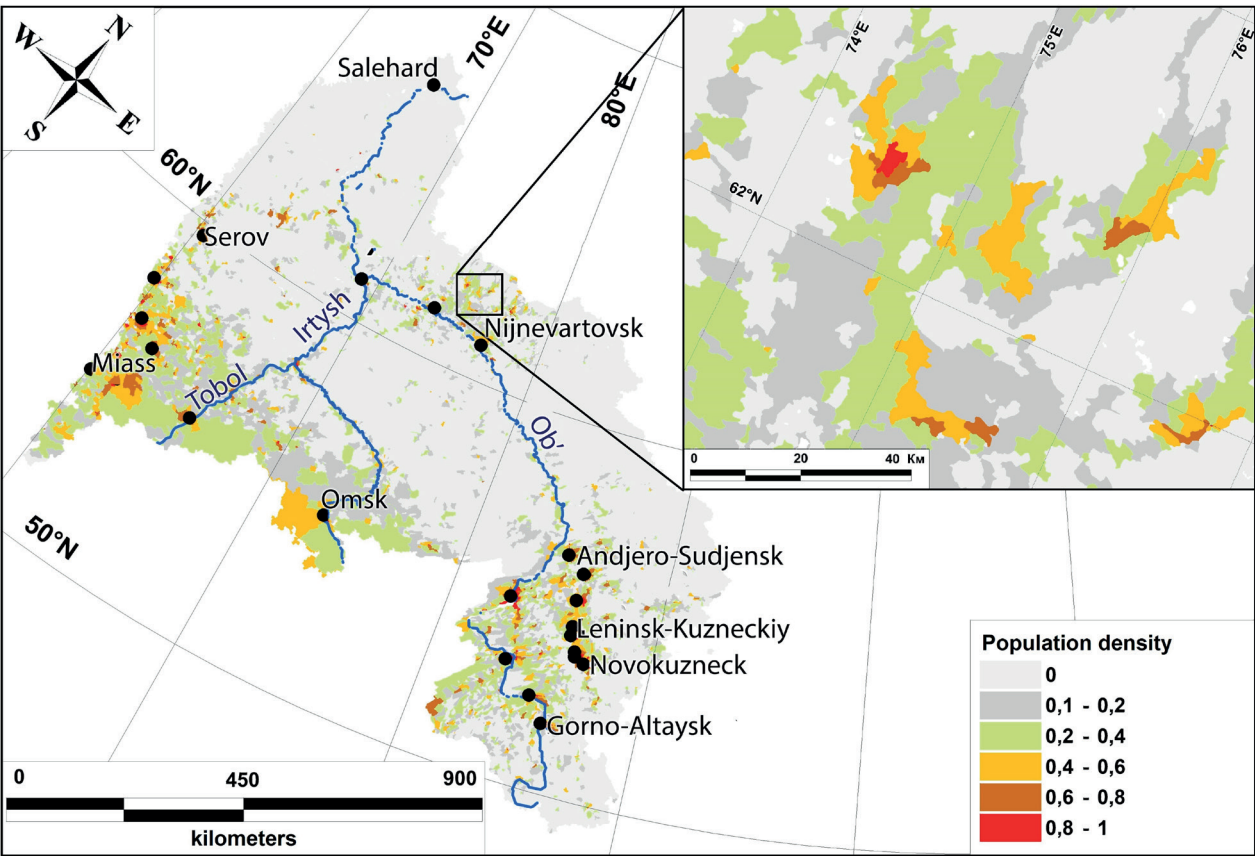 N
W
E
S
Salehard
70°E
80°E
60°N
Serov
Irtysh
Nijnevartovsk
Miass
Tobol
Ob'
Omsk
50°N
Andjero-Sudjensk
Leninsk-Kuzneckiy
Novokuzneck
Gorno-Altaysk
0 450 900
kilometers
74°E
75°E
76°E
62°N
0 20 40 Км
Population density
0
0,1 - 0,2
0,2 - 0,4
0,4 - 0,6
0,6 - 0,8
0,8 - 1